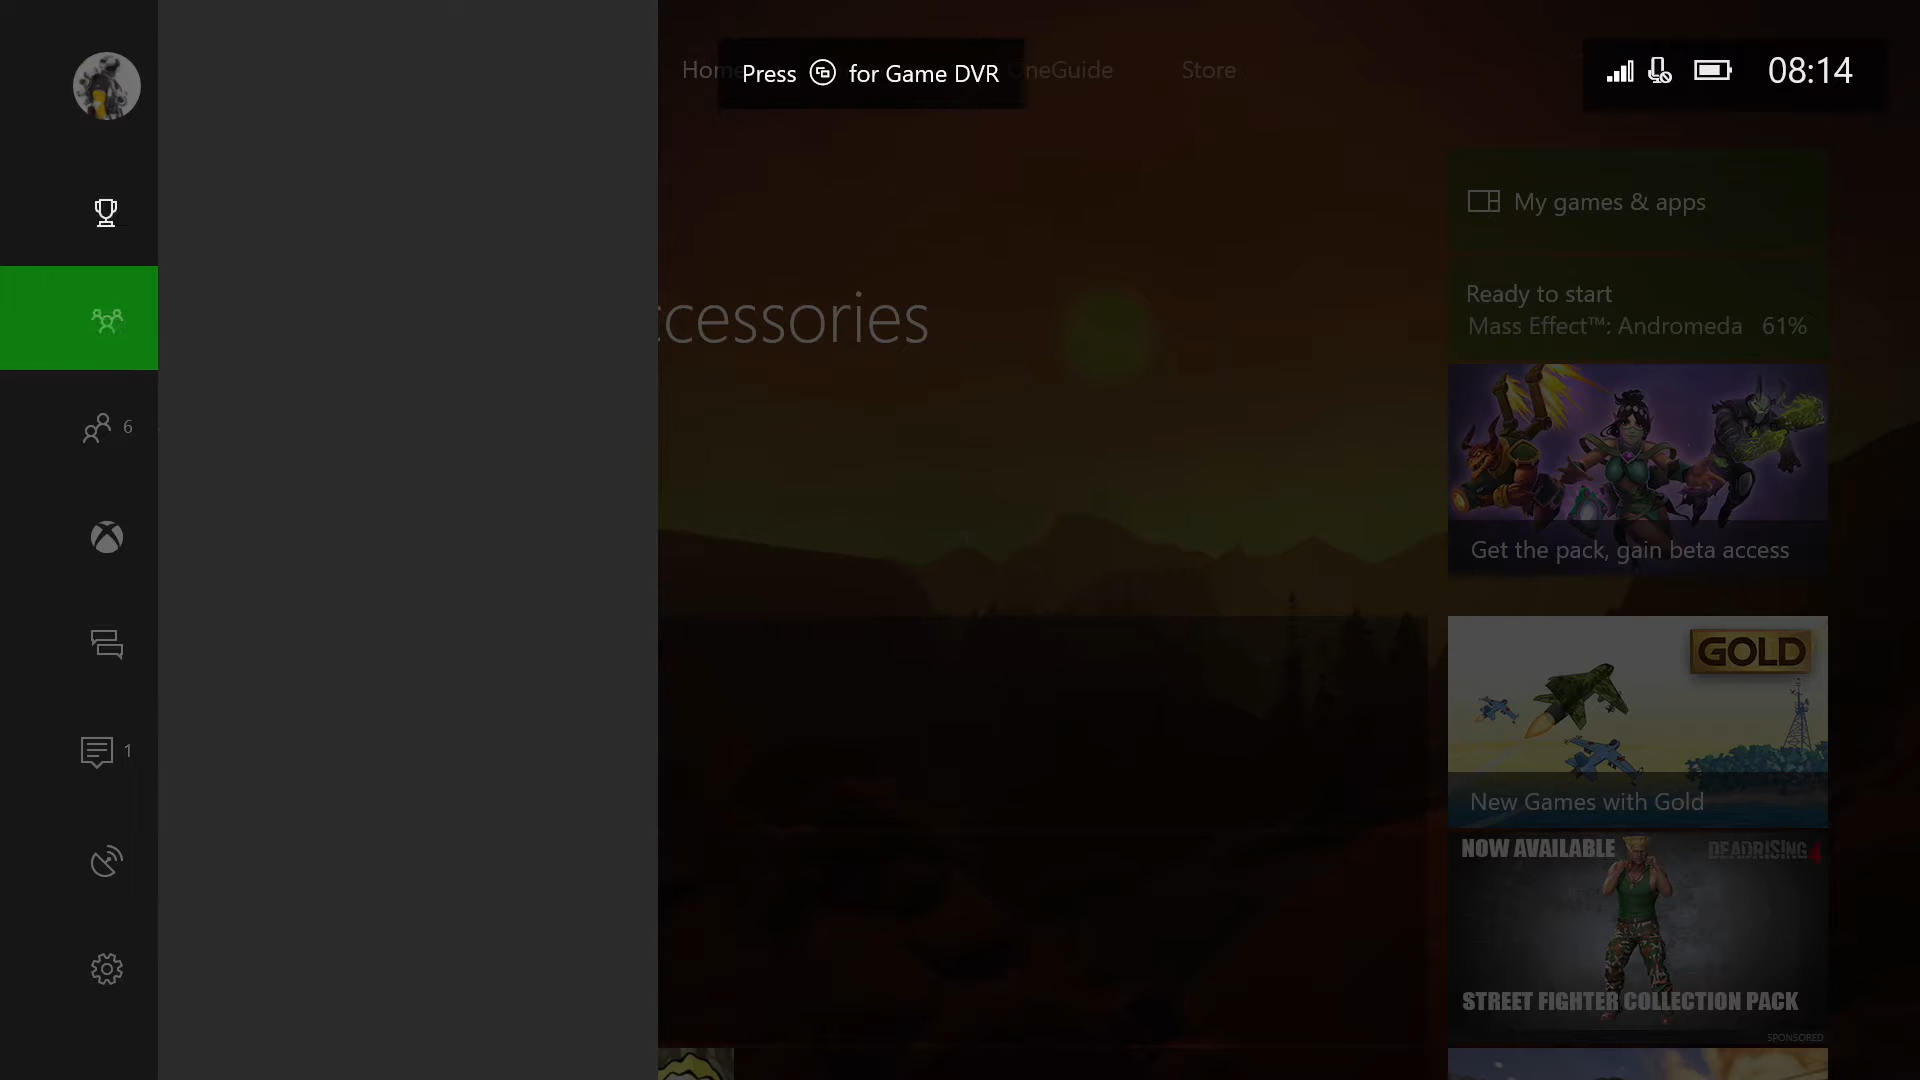 Home
Press for Game DVR
neGuide
Store
08:14
My games & apps
ccessories
Ready to start
Mass Effect™: Andromeda 61%
6
Get the pack, gain beta access
GOLD
1
New Games with Gold
NOW AVAILABLE
DEADRISING 4
STREET FIGHTER COLLECTION PACK
SPONSORED